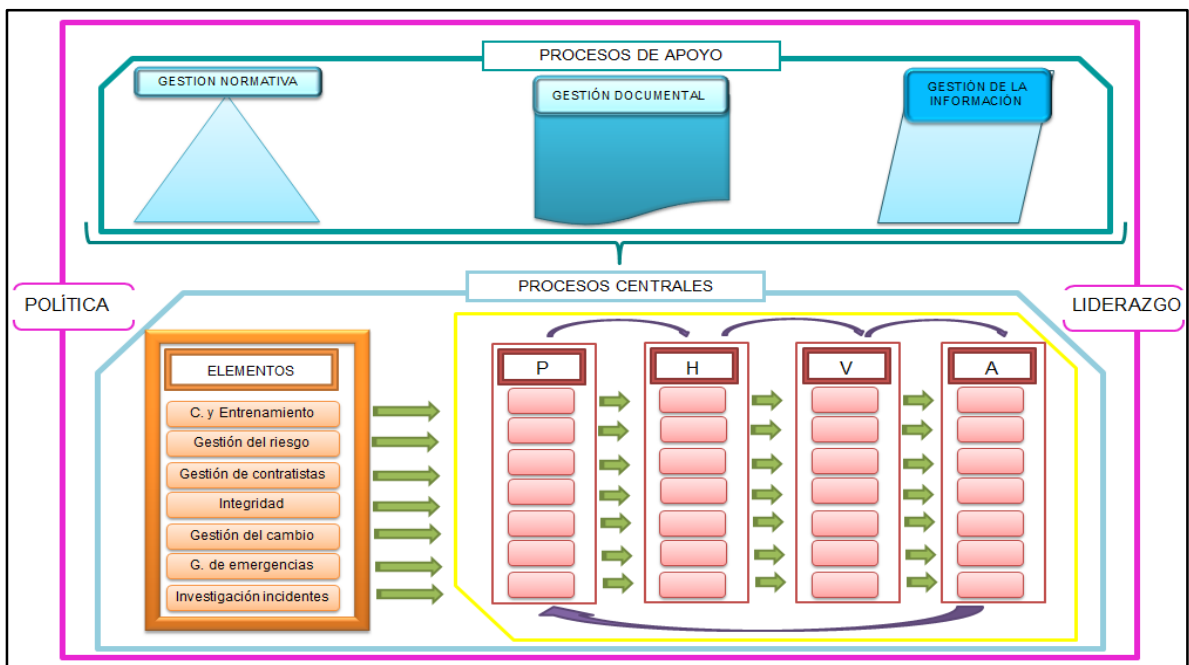 PROCESOS DE APOYO
GESTION NORMATIVA
GESTIÓN DOCUMENTAL
GESTIÓN DE LA
INFORMACIÓN
POLÍTICA
LIDERAZGO
PROCESOS CENTRALES
ELEMENTOS
C. y Entrenamiento
Gestión del riesgo
Gestión de contratistas
Integridad
Gestión del cambio
G. de emergencias
Investigación incidentes
P
H
V
A